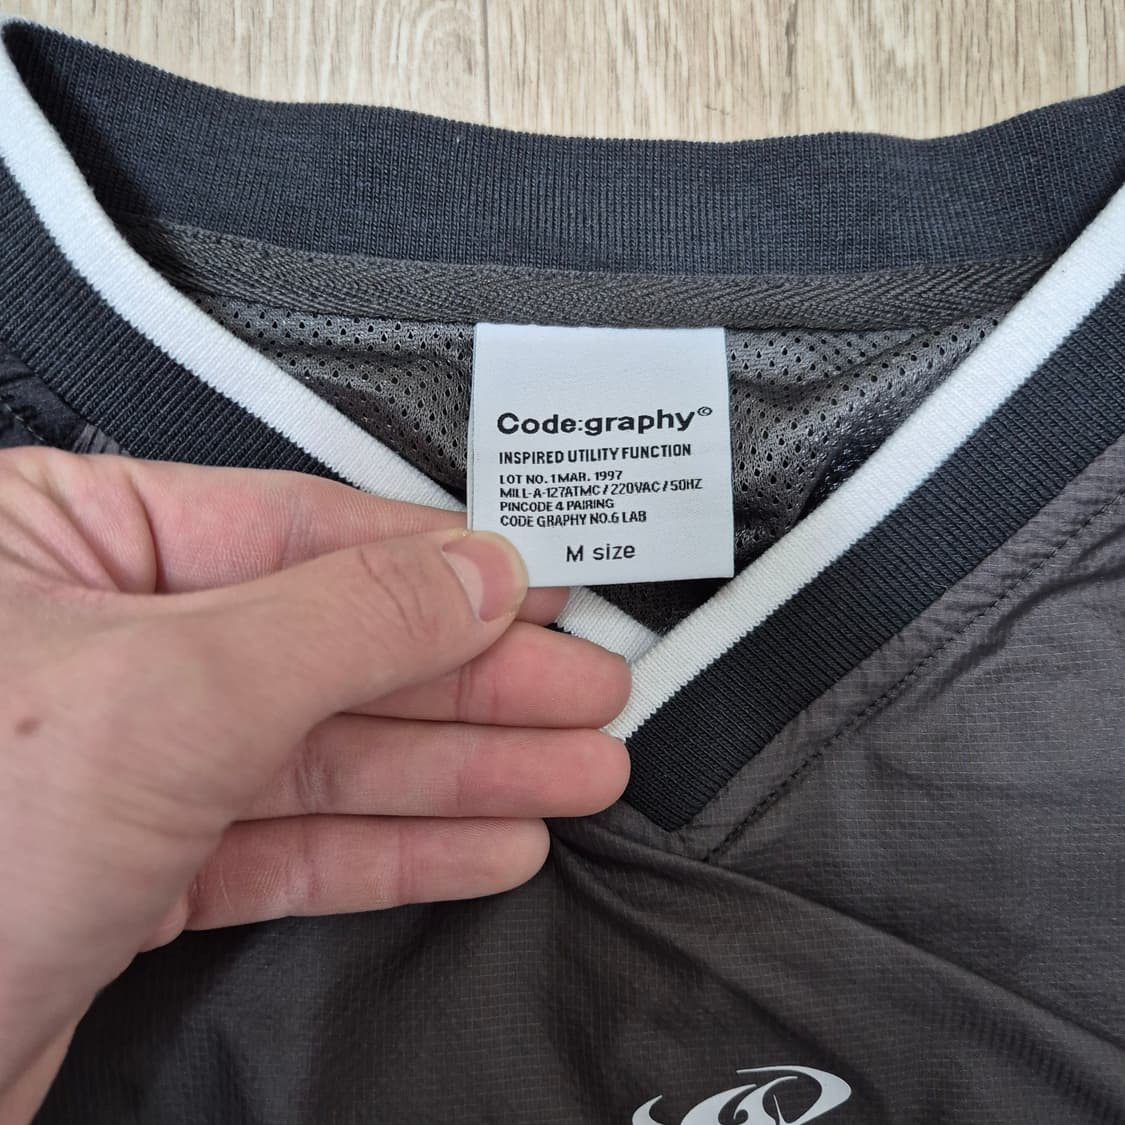 Code:graphy©
INSPIRED UTILITY FUNCTION
LOT NO. 1MAR. 1997
MILL-A-127ATMC / 220VAC / 50HZ
PINCODE 4 PAIRING
CODE GRAPHY NO.6 LAB
M size